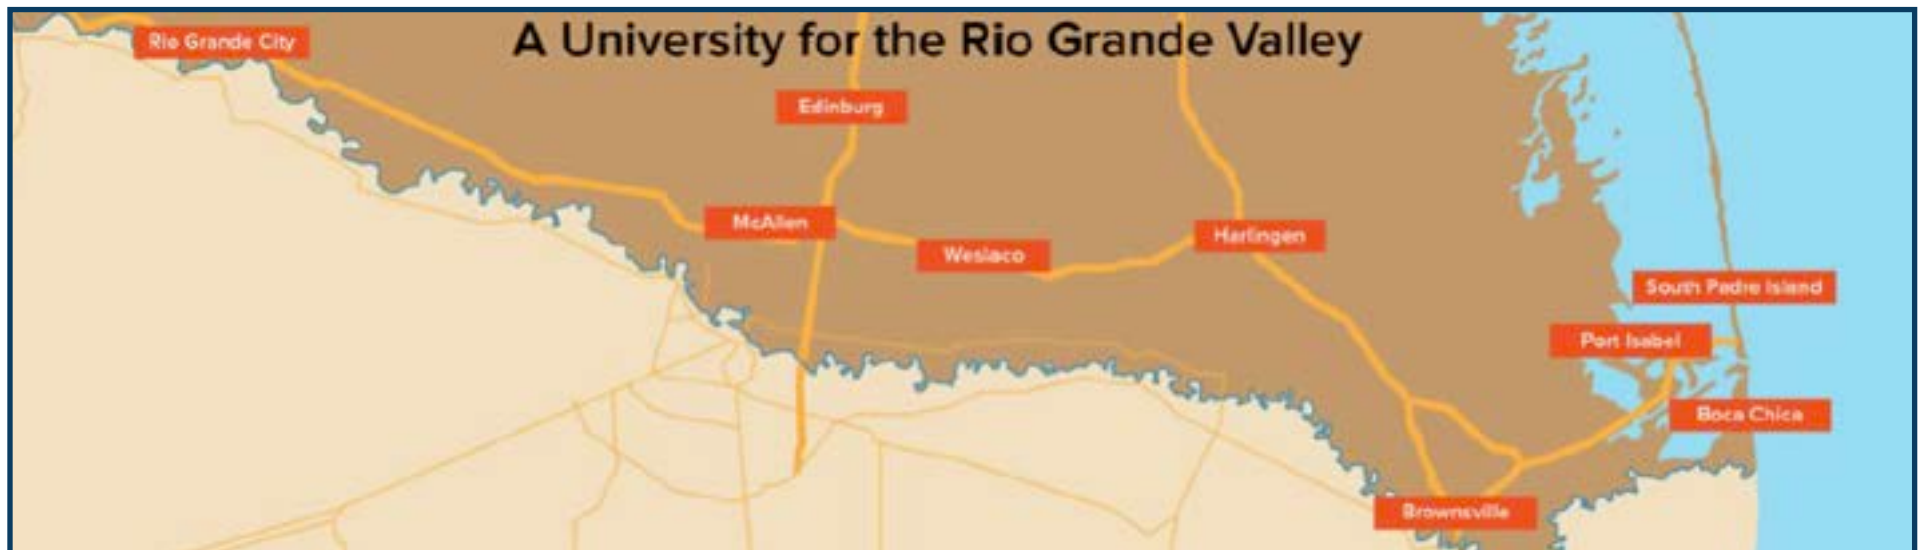 A University for the Rio Grande Valley
Rio Grande City
Edinburg
McAllen
Weslaco
Harlingen
South Padre Island
Port Isabel
Boca Chica
Brownsville